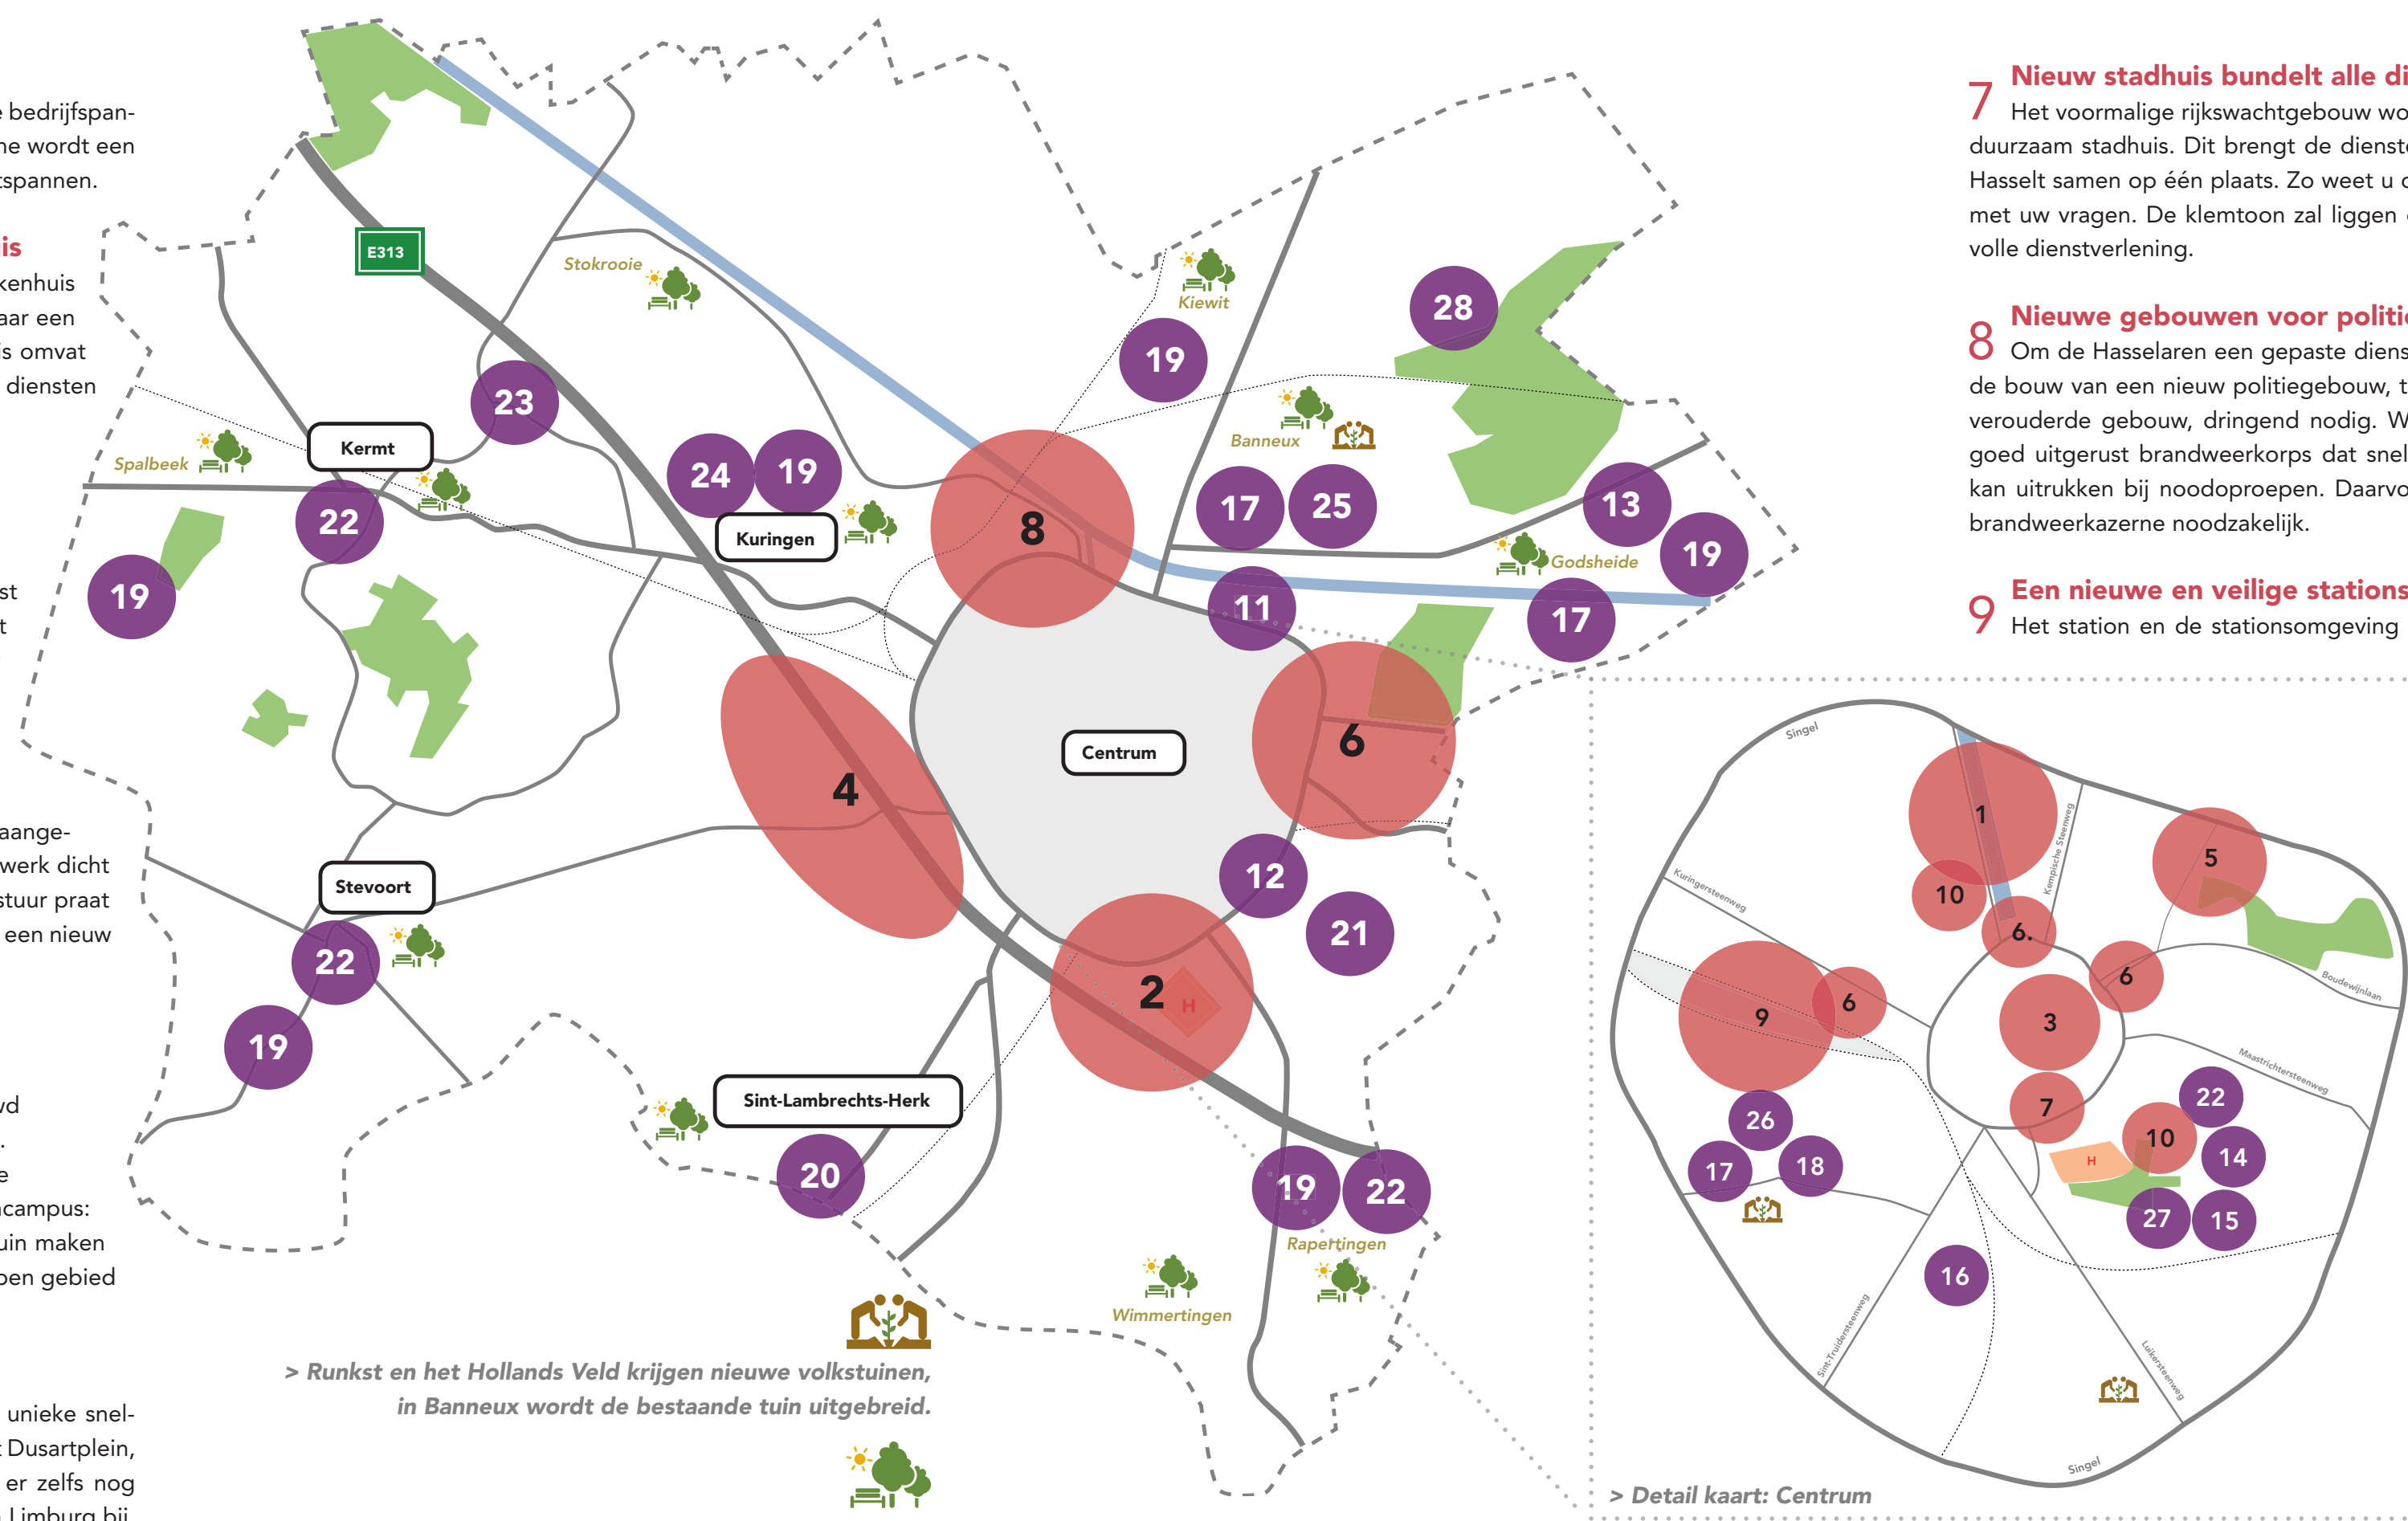 e bedrijfspan-
ne wordt een
tspannen.
is
kenhuis
aar een
is omvat
diensten
st
t
aange-
werk dicht
stuur praat
een nieuw
wd
.
e
campus:
uin maken
oen gebied
unieke snel-
t Dusartplein,
er zelfs nog
Limburg bij
E313
Stokrooie
Kiewit
19
28
23
Kermt
Spalbeek
22
19
24
19
Kuringen
8
Banneux
17
25
13
19
Godsheide
11
17
Centrum
6
4
12
21
Stevoort
22
19
2
H
Sint-Lambrechts-Herk
20
19
22
Rapertingen
Wimmertingen
> Runkst en het Hollands Veld krijgen nieuwe volkstuinen,
in Banneux wordt de bestaande tuin uitgebreid.
7
Nieuw stadhuis bundelt alle di
Het voormalige rijkswachtgebouw wo
duurzaam stadhuis. Dit brengt de dienste
Hasselt samen op één plaats. Zo weet u o
met uw vragen. De klemtoon zal liggen o
volle dienstverlening.
8
Nieuwe gebouwen voor politie
Om de Hasselaren een gepaste diens
de bouw van een nieuw politiegebouw, t
verouderde gebouw, dringend nodig. W
goed uitgerust brandweerkorps dat snel
kan uitrukken bij noodoproepen. Daarvo
brandweerkazerne noodzakelijk.
9
Een nieuwe en veilige stations
Het station en de stationsomgeving
Singel
1
Kempische Steenweg
5
10
Kuringersteenweg
6.
6
Boudewijnlaan
9
6
3
Maastrichtersteenweg
7
22
10
H
14
26
17
18
27
15
16
Sint-Truidersteenweg
Luikersteenweg
Singel
> Detail kaart: Centrum